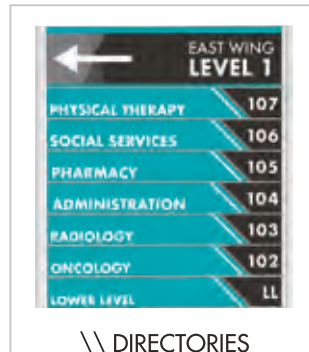 EAST WING
LEVEL 1
PHYSICAL THERAPY 107
SOCIAL SERVICES 106
PHARMACY 105
ADMINISTRATION 104
RADIOLOGY 103
ONCOLOGY 102
LOWER LEVEL LL
\\ DIRECTORIES